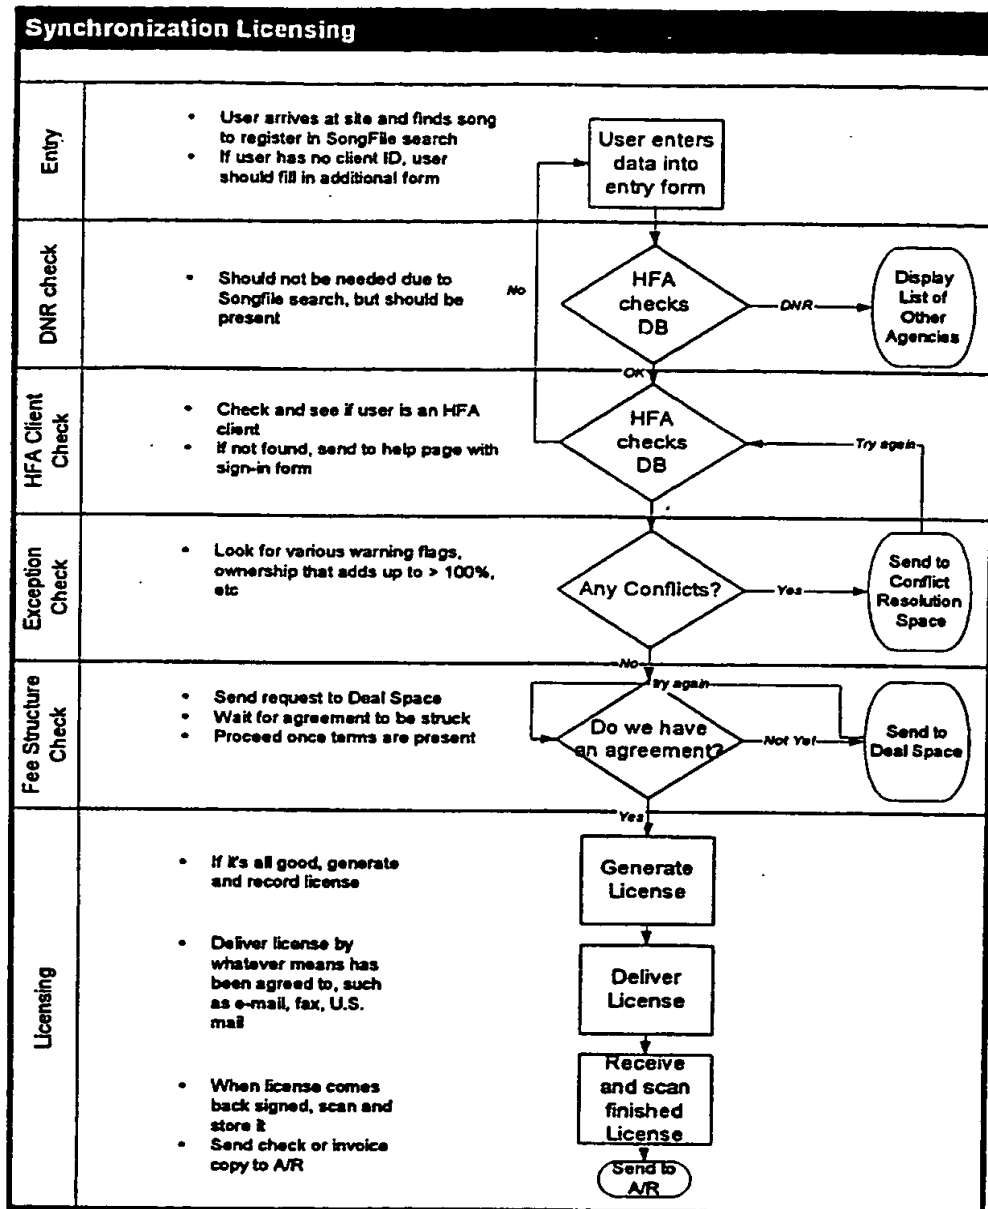 Synchronization Licensing
Entry
• User arrives at site and finds song
to register in SongFile search
• If user has no client ID, user
should fill in additional form
User enters
data into
entry form
DNR check
• Should not be needed due to
Songfile search, but should be
present
No
HFA
checks
DB
DNR
Display
List of
Other
Agencies
OK
HFA Client
Check
• Check and see if user is an HFA
client
• If not found, send to help page with
sign-in form
HFA
checks
DB
Try again
Exception
Check
• Look for various warning flags,
ownership that adds up to > 100%,
etc
Any Conflicts?
Yes
Send to
Conflict
Resolution
Space
No
Fee Structure
Check
• Send request to Deal Space
• Wait for agreement to be struck
• Proceed once terms are present
try again
Do we have
an agreement?
Not Yet
Send to
Deal Space
Yes
Licensing
• If it's all good, generate
and record license
Generate
License
• Deliver license by
whatever means has
been agreed to, such
as e-mail, fax, U.S.
mail
Deliver
License
• When license comes
back signed, scan and
store it
• Send check or invoice
copy to A/R
Receive
and scan
finished
License
Send to
A/R